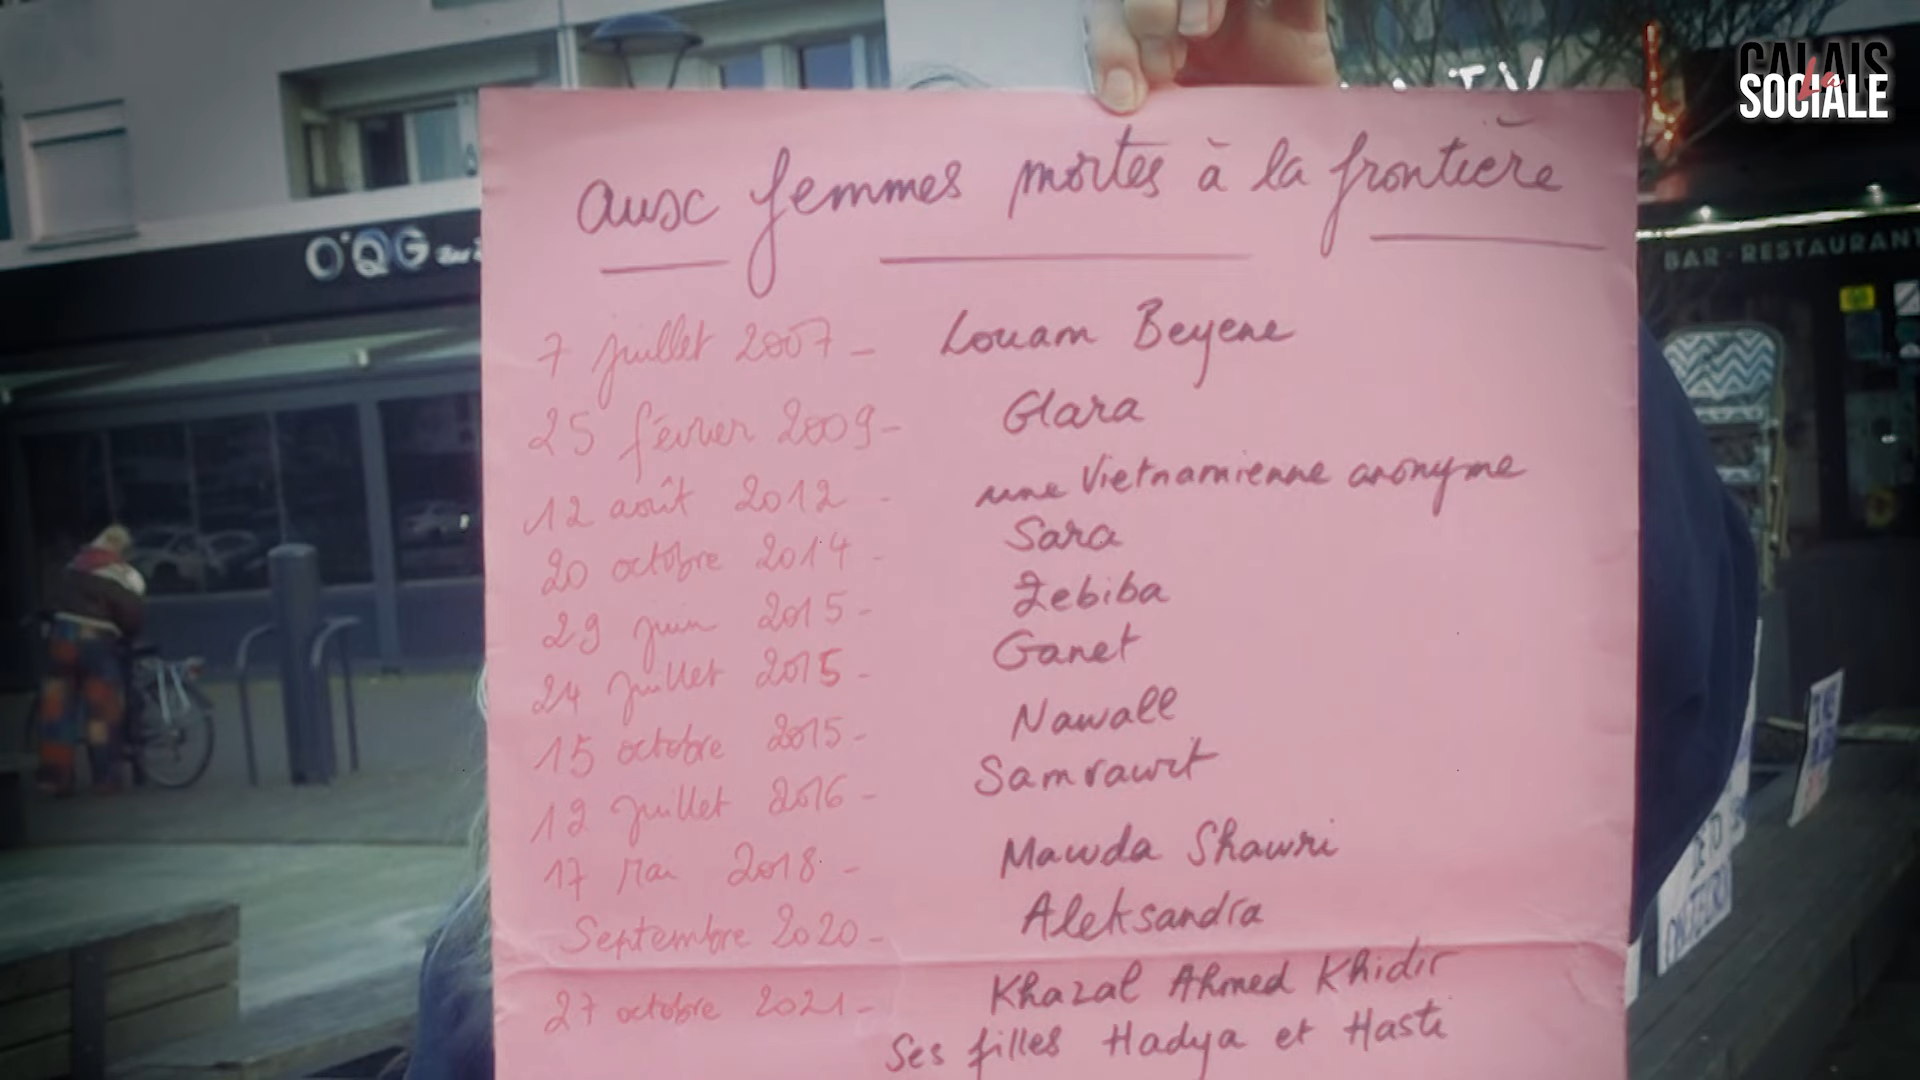 CALAIS
La
SOCIALE
O'QG
BAR-RESTAURANT
aux femmes mortes à la frontière
7 juillet 2007 - Louam Beyene
25 février 2009 - Glara
12 août 2012 - une Vietnamienne anonyme
20 octobre 2014 - Sara
29 juin 2015 - Zebiba
24 juillet 2015 - Ganet
15 octobre 2015 - Nawall
19 juillet 2016 - Samrawit
17 Mai 2018 - Mawda Shawri
Septembre 2020 - Aleksandra
27 octobre 2021 - Khazal Ahmed Khidir
Ses filles Hadya et Hasti